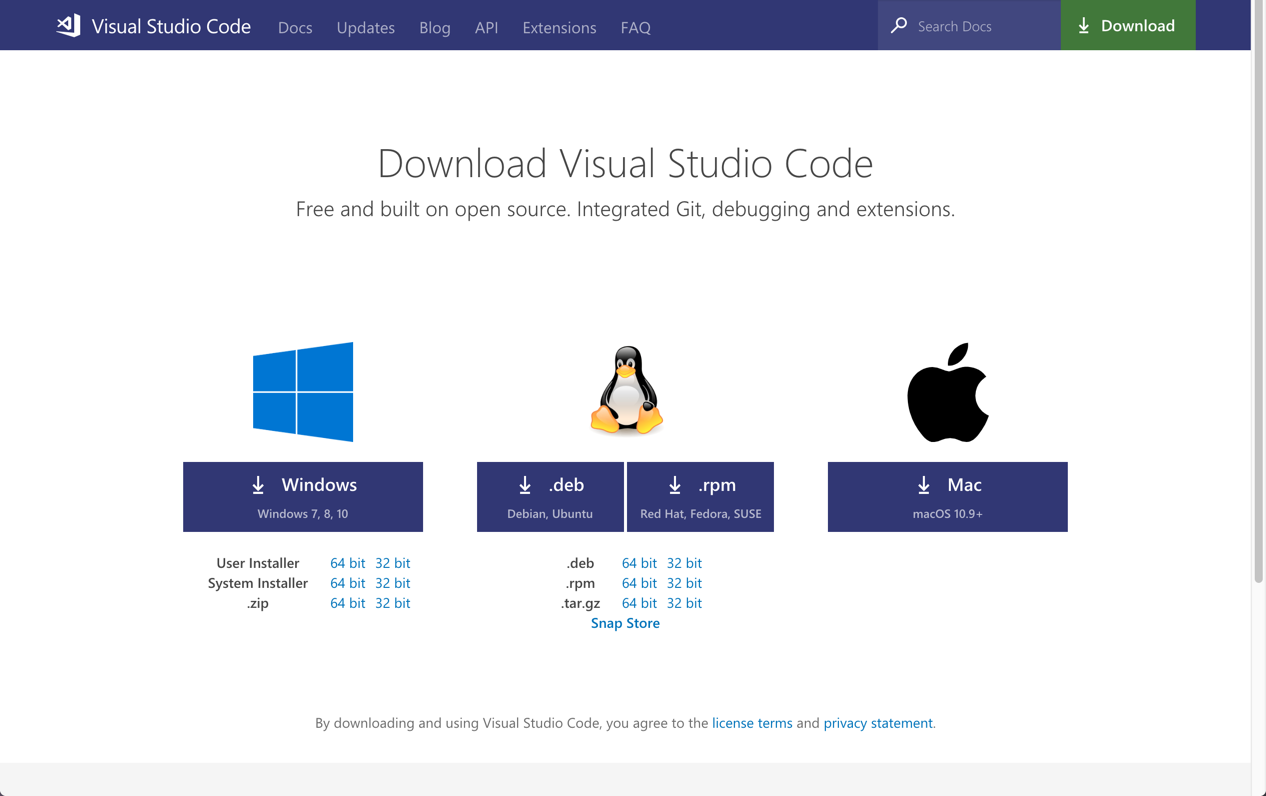 Visual Studio Code Docs Updates Blog API Extensions FAQ Search Docs Download
Download Visual Studio Code
Free and built on open source. Integrated Git, debugging and extensions.
Windows
Windows 7, 8, 10
User Installer 64 bit 32 bit
System Installer 64 bit 32 bit
.zip 64 bit 32 bit
.deb
Debian, Ubuntu
.rpm
Red Hat, Fedora, SUSE
.deb 64 bit 32 bit
.rpm 64 bit 32 bit
.tar.gz 64 bit 32 bit
Snap Store
Mac
macOS 10.9+
By downloading and using Visual Studio Code, you agree to the license terms and privacy statement.